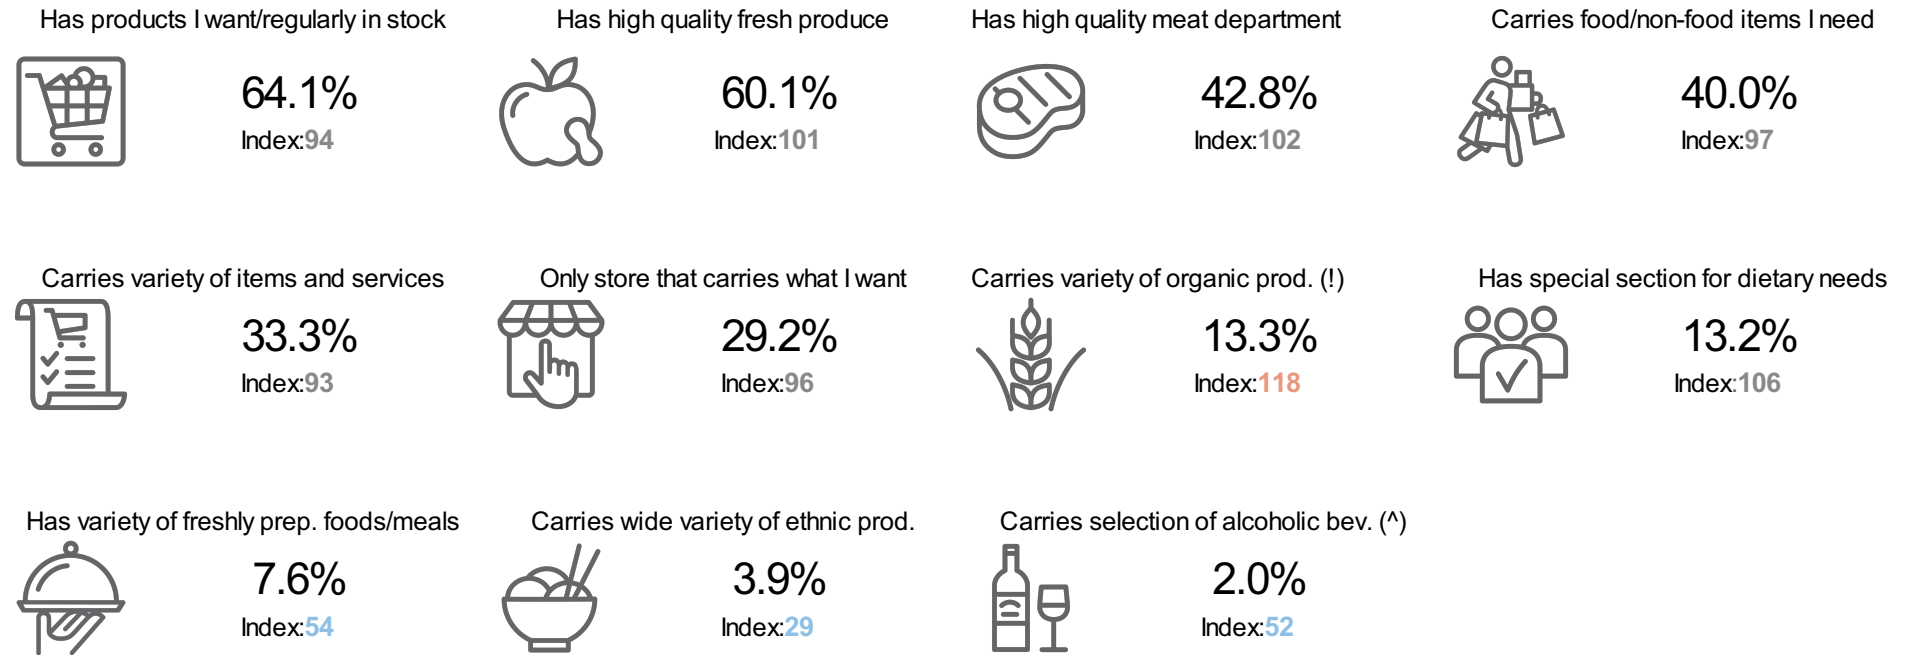 Has products I want/regularly in stock
64.1%
Index:94
Has high quality fresh produce
60.1%
Index:101
Has high quality meat department
42.8%
Index:102
Carries food/non-food items I need
40.0%
Index:97
Carries variety of items and services
33.3%
Index:93
Only store that carries what I want
29.2%
Index:96
Carries variety of organic prod. (!)
13.3%
Index:118
Has special section for dietary needs
13.2%
Index:106
Has variety of freshly prep. foods/meals
7.6%
Index:54
Carries wide variety of ethnic prod.
3.9%
Index:29
Carries selection of alcoholic bev. (^)
2.0%
Index:52